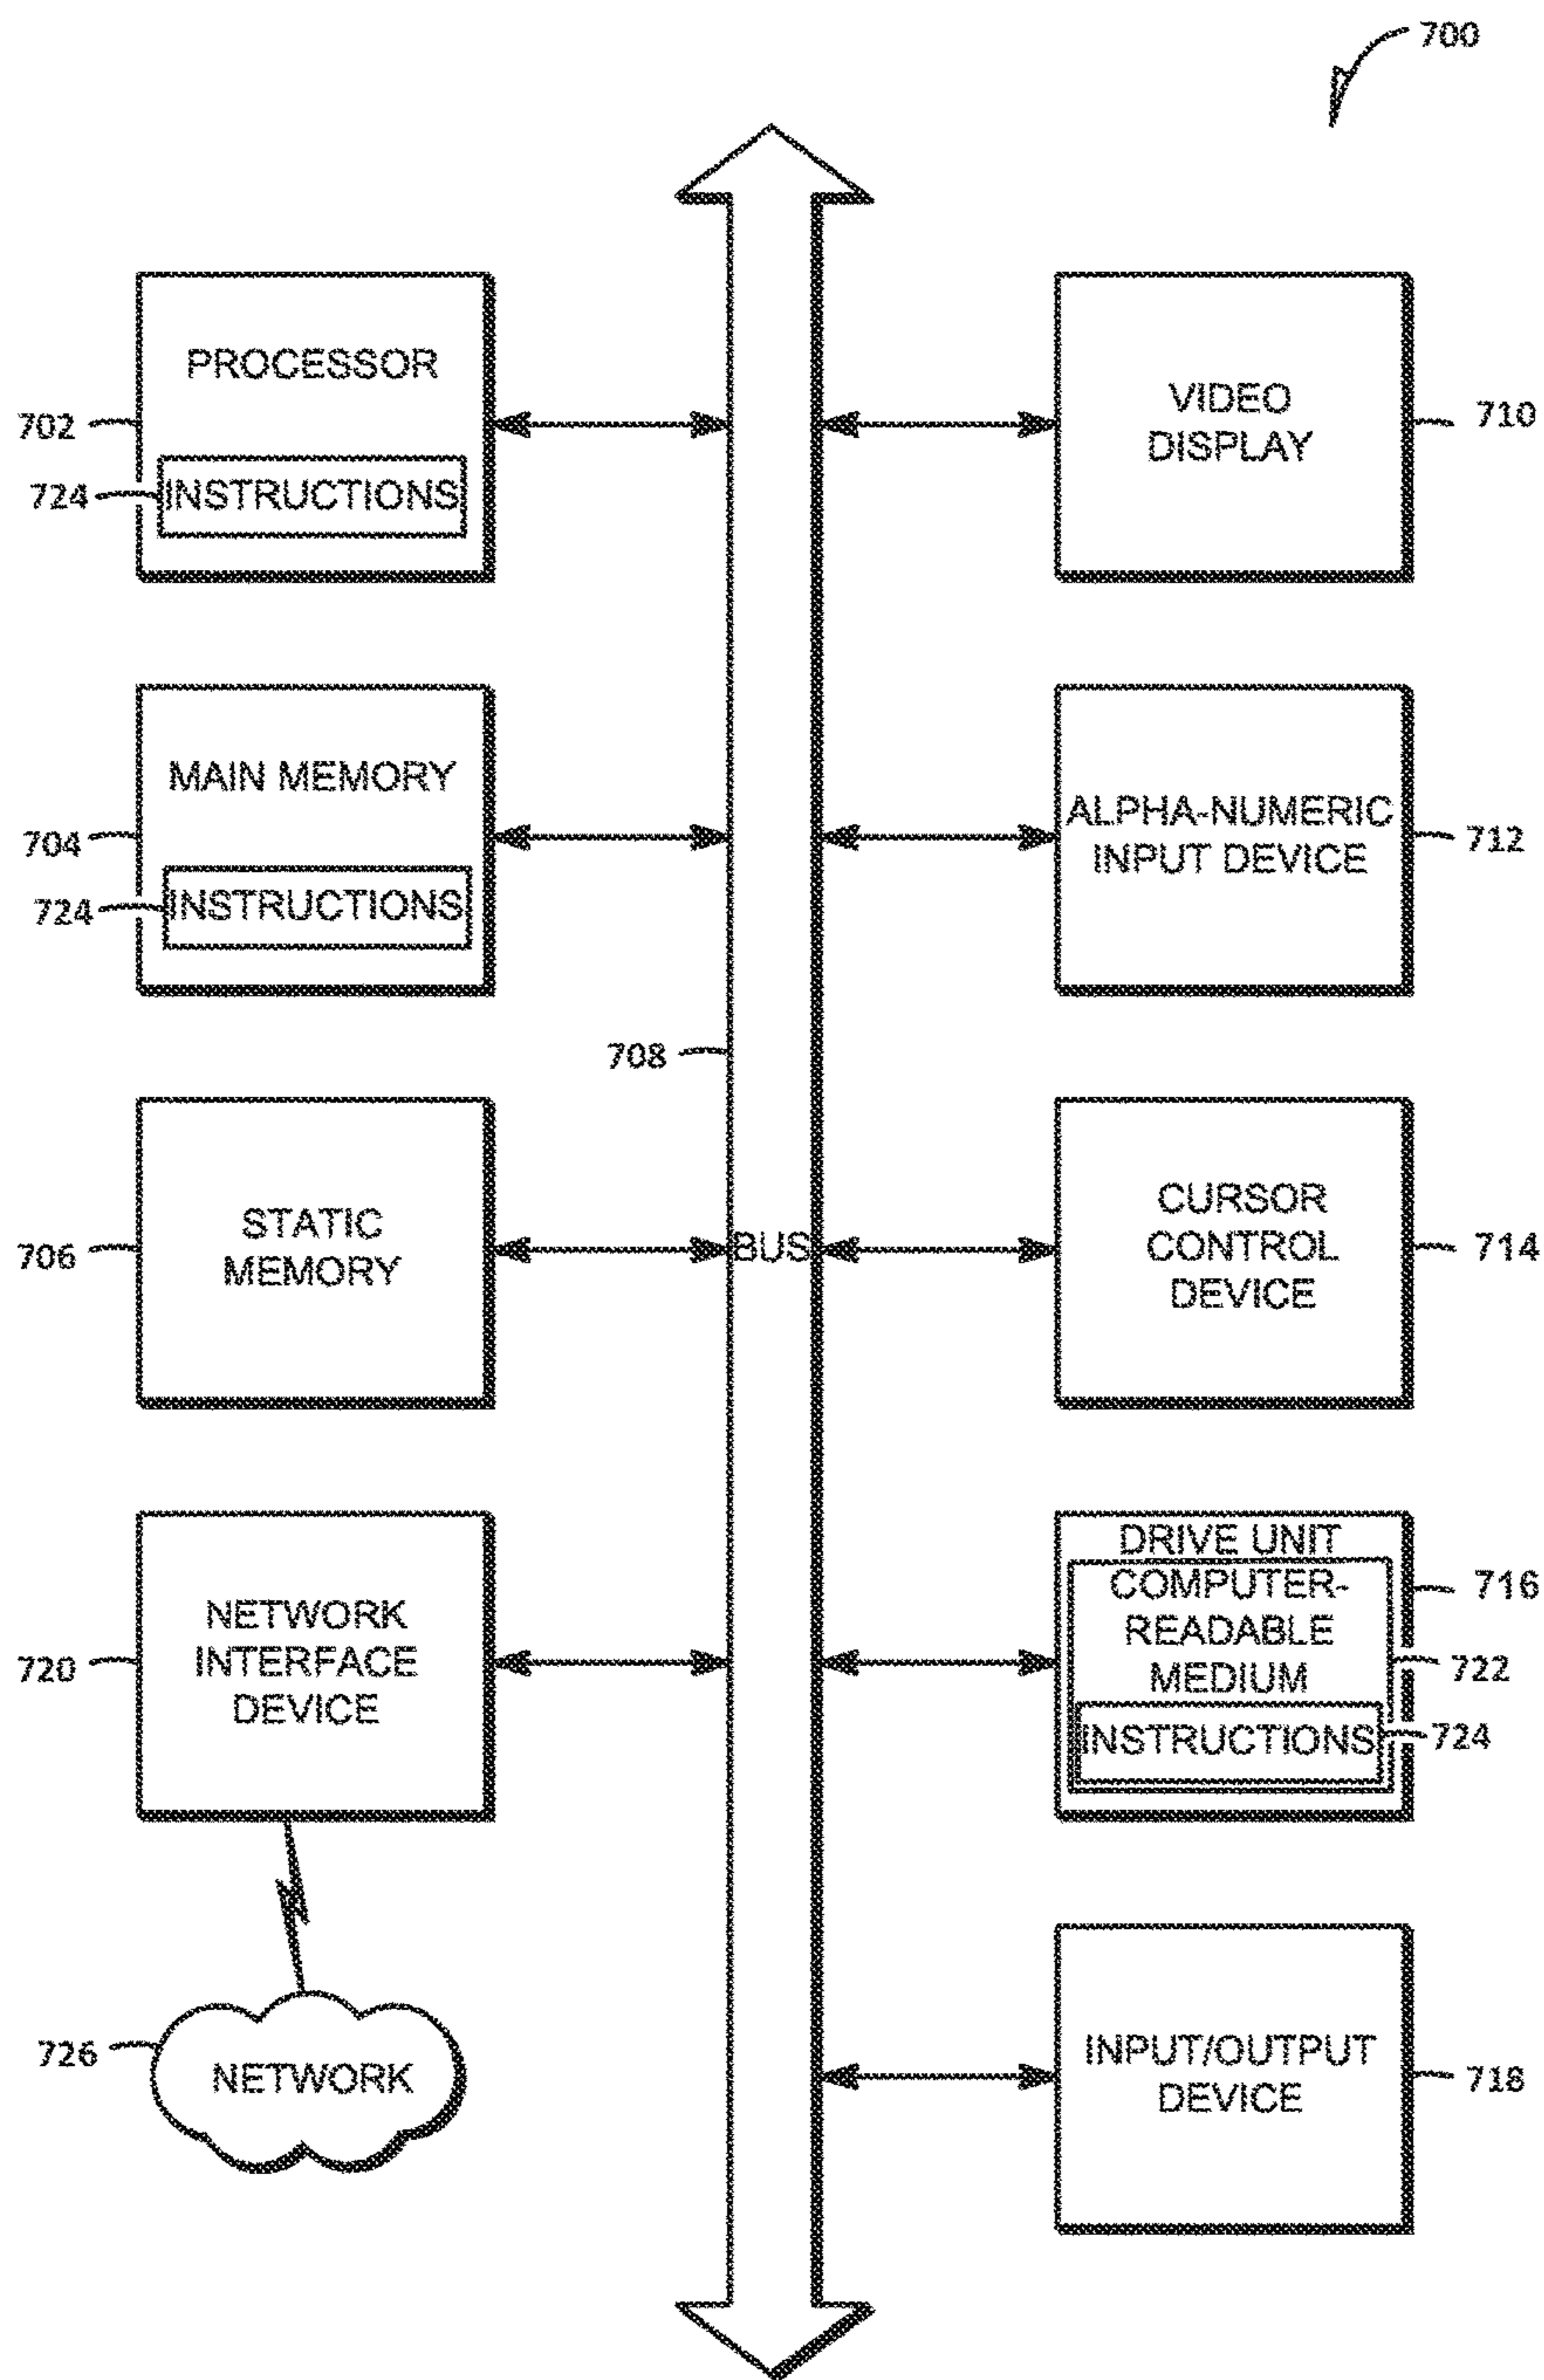 700
PROCESSOR
702
724
INSTRUCTIONS
VIDEO
DISPLAY
710
MAIN MEMORY
704
724
INSTRUCTIONS
ALPHA-NUMERIC
INPUT DEVICE
712
708
STATIC
MEMORY
706
BUS
CURSOR
CONTROL
DEVICE
714
NETWORK
INTERFACE
DEVICE
720
DRIVE UNIT
COMPUTER-
READABLE
MEDIUM
INSTRUCTIONS
716
722
724
726
NETWORK
INPUT/OUTPUT
DEVICE
718